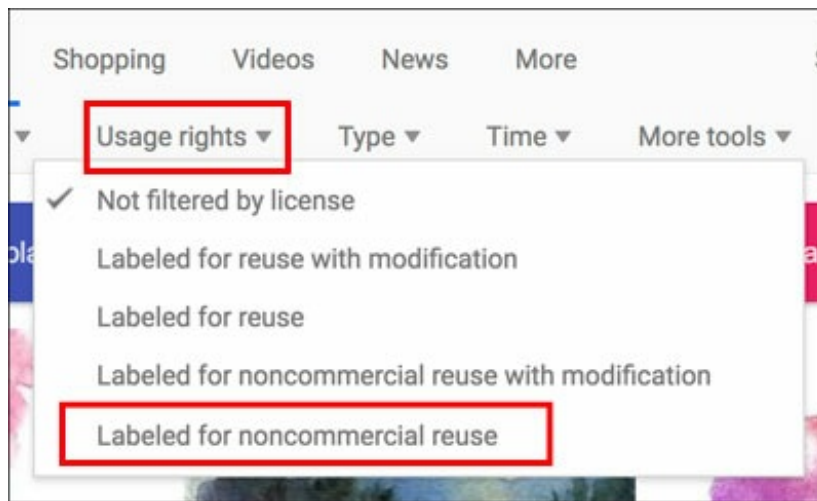 Shopping Videos News More
Usage rights Type Time More tools
Not filtered by license
Labeled for reuse with modification
Labeled for reuse
Labeled for noncommercial reuse with modification
Labeled for noncommercial reuse